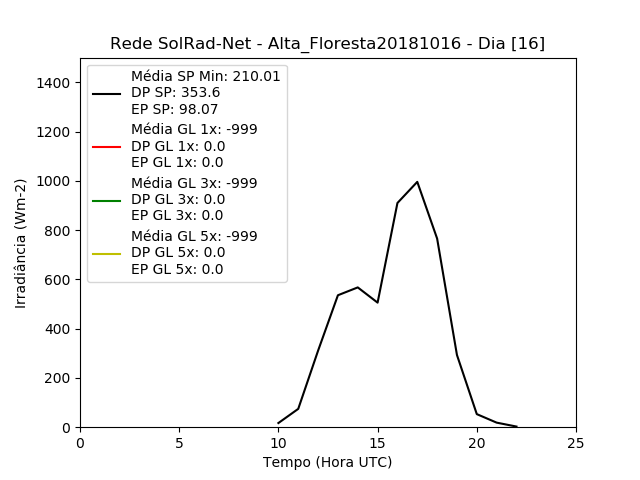 Rede SolRad-Net - Alta_Floresta20181016 - Dia [16]
Média SP Min: 210.01
DP SP: 353.6
EP SP: 98.07
Média GL 1x: -999
DP GL 1x: 0.0
EP GL 1x: 0.0
Média GL 3x: -999
DP GL 3x: 0.0
EP GL 3x: 0.0
Média GL 5x: -999
DP GL 5x: 0.0
EP GL 5x: 0.0
Irradiância (Wm-2)
1400
1200
1000
800
600
400
200
0
0 5 10 15 20 25
Tempo (Hora UTC)